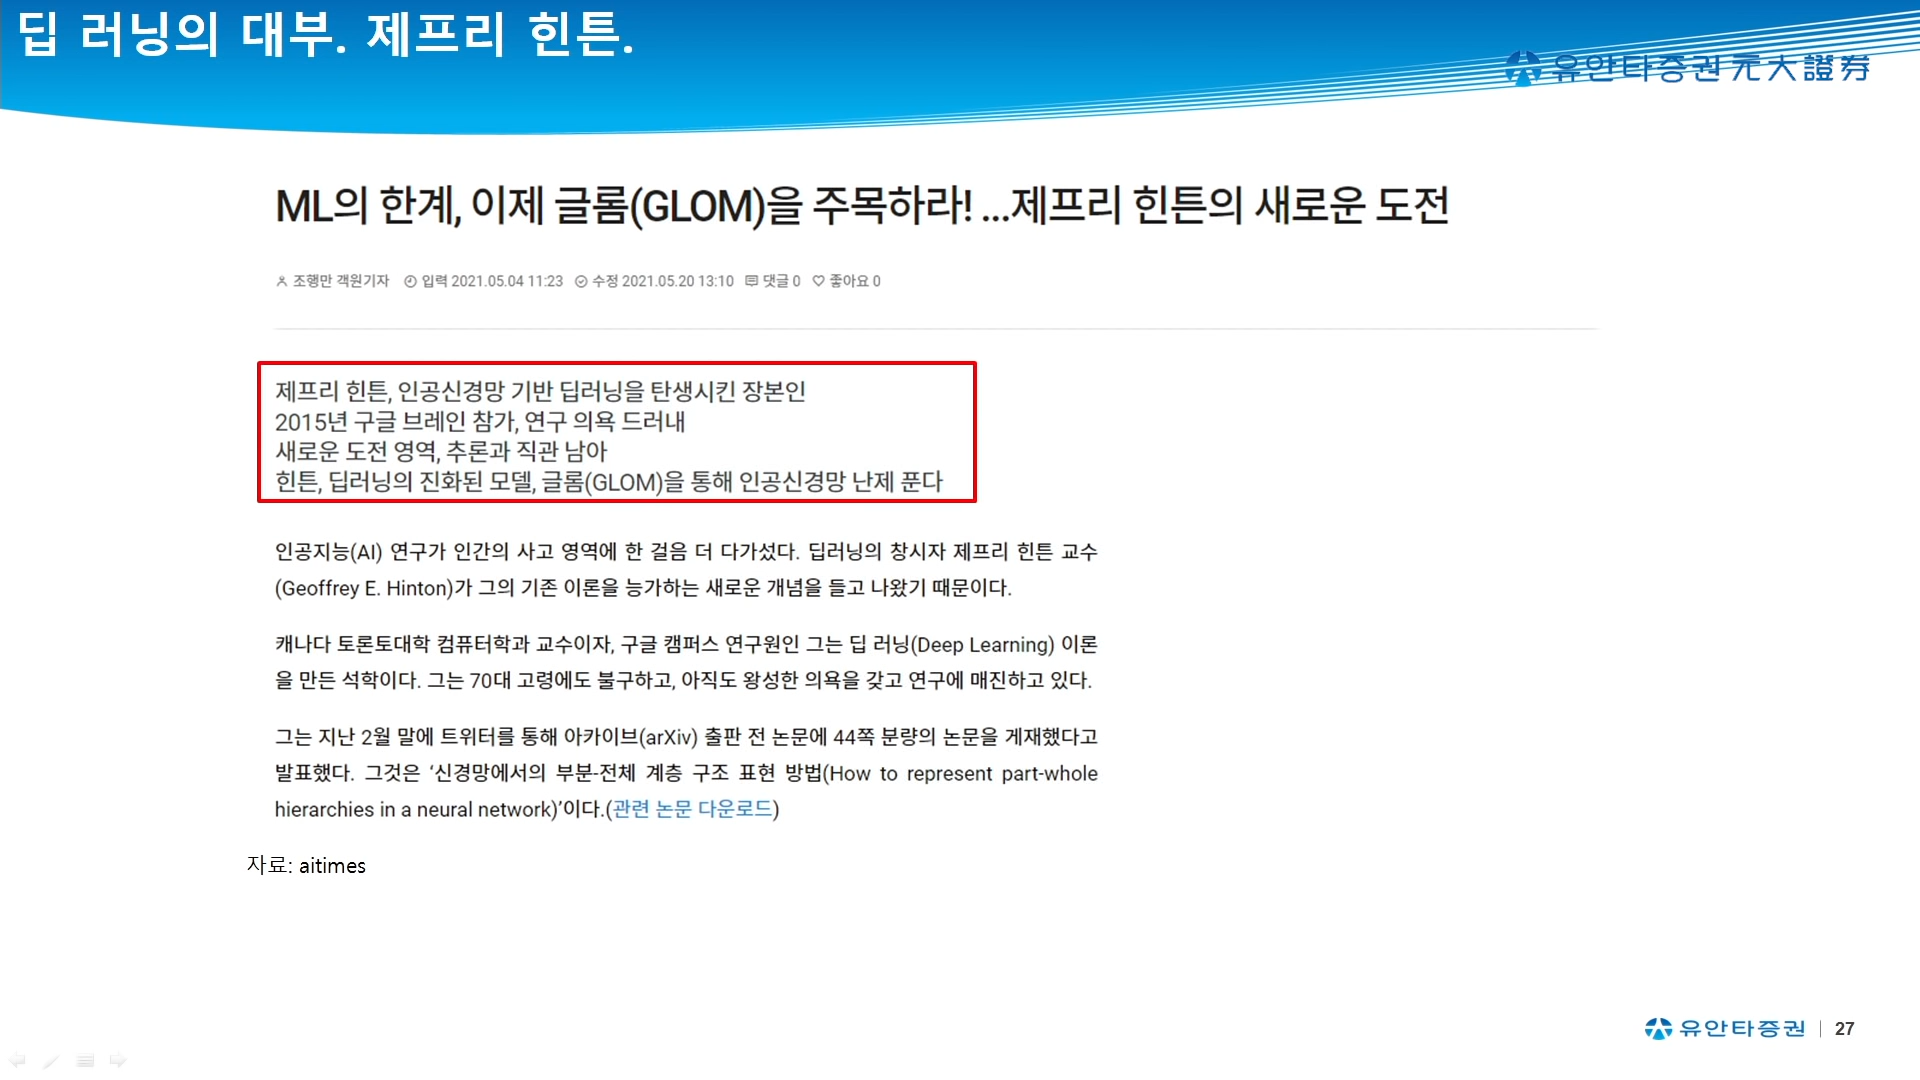 딥 러닝의 대부. 제프리 힌튼.
유안타증권 元大證券
ML의 한계, 이제 글롬(GLOM)을 주목하라! ...제프리 힌튼의 새로운 도전
조행만 객원기자 입력 2021.05.04 11:23 수정 2021.05.20 13:10 댓글 0 좋아요 0
제프리 힌튼, 인공신경망 기반 딥러닝을 탄생시킨 장본인
2015년 구글 브레인 참가, 연구 의욕 드러내
새로운 도전 영역, 추론과 직관 남아
힌튼, 딥러닝의 진화된 모델, 글롬(GLOM)을 통해 인공신경망 난제 푼다
인공지능(AI) 연구가 인간의 사고 영역에 한 걸음 더 다가섰다. 딥러닝의 창시자 제프리 힌튼 교수
(Geoffrey E. Hinton)가 그의 기존 이론을 능가하는 새로운 개념을 들고 나왔기 때문이다.
캐나다 토론토대학 컴퓨터학과 교수이자, 구글 캠퍼스 연구원인 그는 딥 러닝(Deep Learning) 이론
을 만든 석학이다. 그는 70대 고령에도 불구하고, 아직도 왕성한 의욕을 갖고 연구에 매진하고 있다.
그는 지난 2월 말에 트위터를 통해 아카이브(arXiv) 출판 전 논문에 44쪽 분량의 논문을 게재했다고
발표했다. 그것은 ‘신경망에서의 부분-전체 계층 구조 표현 방법(How to represent part-whole
hierarchies in a neural network)’이다.(관련 논문 다운로드)
자료: aitimes
유안타증권 27